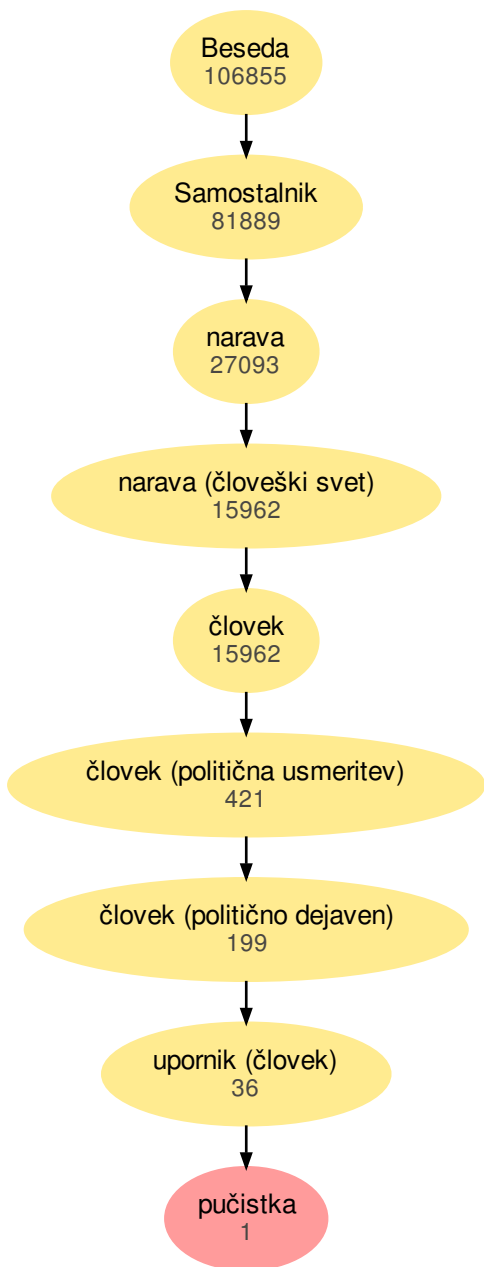 Beseda
106855
Samostalnik
81889
narava
27093
narava (človeški svet)
15962
človek
15962
človek (politična usmeritev)
421
človek (politično dejaven)
199
upornik (človek)
36
pučistka
1